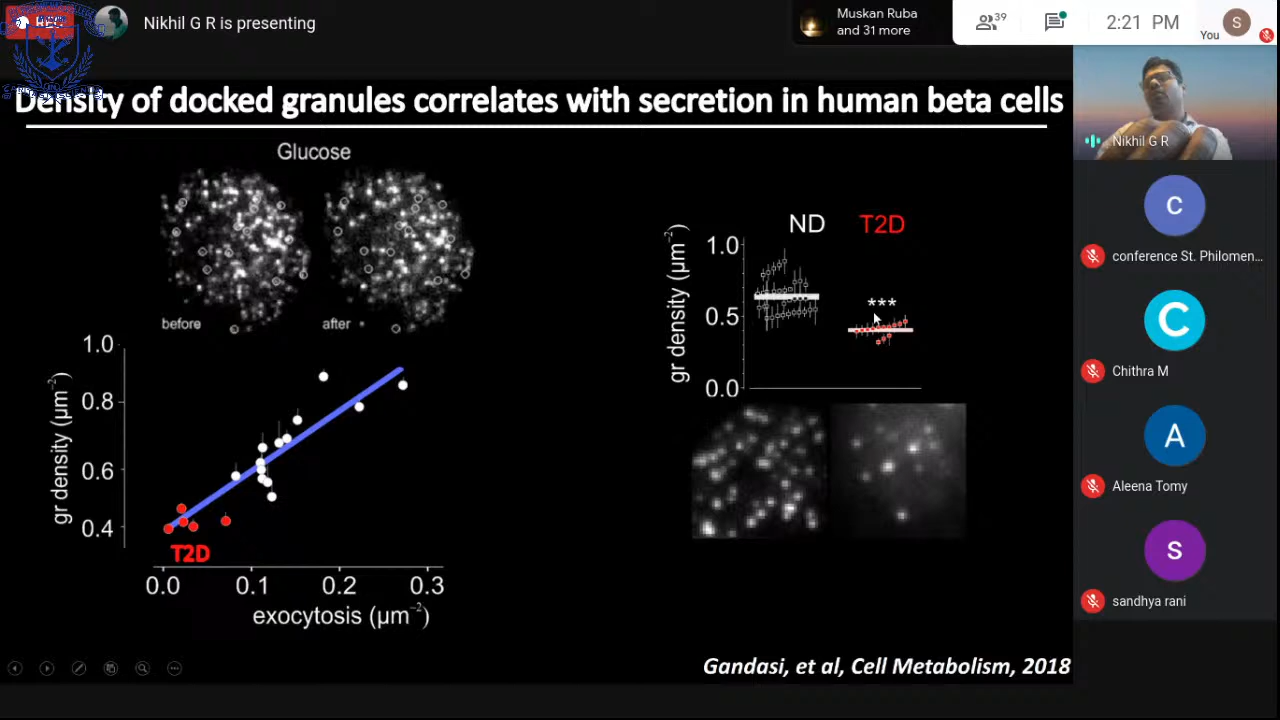 Nikhil G R is presenting
Muskan Ruba
and 31 more
39
2:21 PM
You
S
Density of docked granules correlates with secretion in human beta cells
Glucose
before
after
gr density (µm⁻²)
1.0
0.8
0.6
0.4
T2D
0.0 0.1 0.2 0.3
exocytosis (µm⁻²)
ND T2D
gr density (µm⁻²)
1.0
0.5
0.0
***
Gandasi, et al, Cell Metabolism, 2018
Nikhil G R
C
conference St. Philomen...
C
Chithra M
A
Aleena Tomy
S
sandhya rani